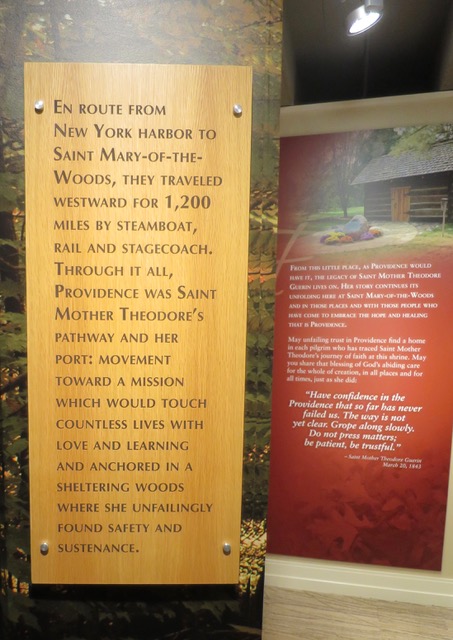 En route from
New York harbor to
Saint Mary-of-the-
Woods, they traveled
westward for 1,200
miles by steamboat,
rail and stagecoach.
Through it all,
Providence was Saint
Mother Theodore's
pathway and her
port: movement
toward a mission
which would touch
countless lives with
love and learning
and anchored in a
sheltering woods
where she unfailingly
found safety and
sustenance.
From this little place, as Providence would
have it, the legacy of Saint Mother Theodore
Guerin lives on. Her story continues its
unfolding here at Saint Mary-of-the-Woods
and in those places and with those people who
have come to embrace the hope and healing
that is Providence.
May unfailing trust in Providence find a home
in each pilgrim who has traced Saint Mother
Theodore's journey of faith at this shrine. May
you share that blessing of God's abiding care
for the whole of creation, in all places and for
all times, just as she did:
"Have confidence in the
Providence that so far has never
failed us. The way is not
yet clear. Grope along slowly.
Do not press matters;
be patient, be trustful."
– Saint Mother Theodore Guerin
March 20, 1843